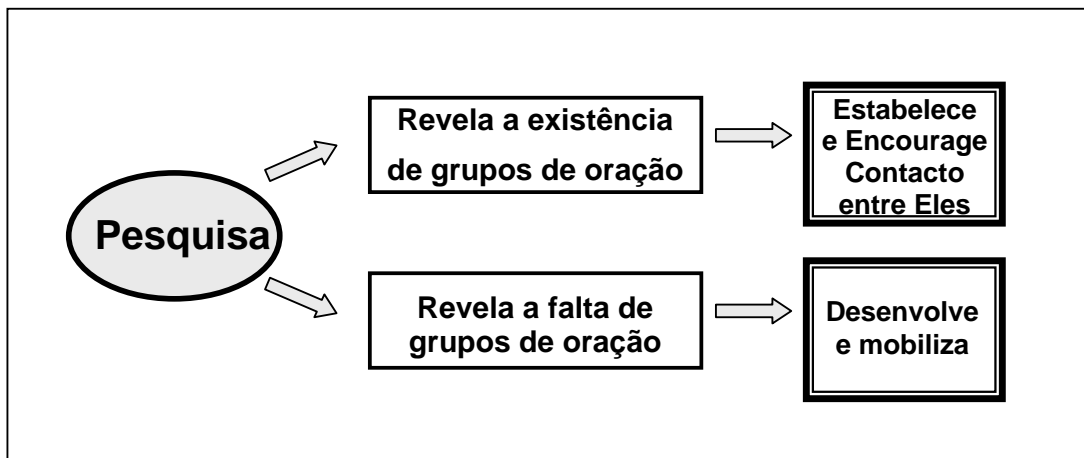 Pesquisa
Revela a existência
de grupos de oração
Estabelece
e Encourage
Contacto
entre Eles
Revela a falta de
grupos de oração
Desenvolve
e mobiliza